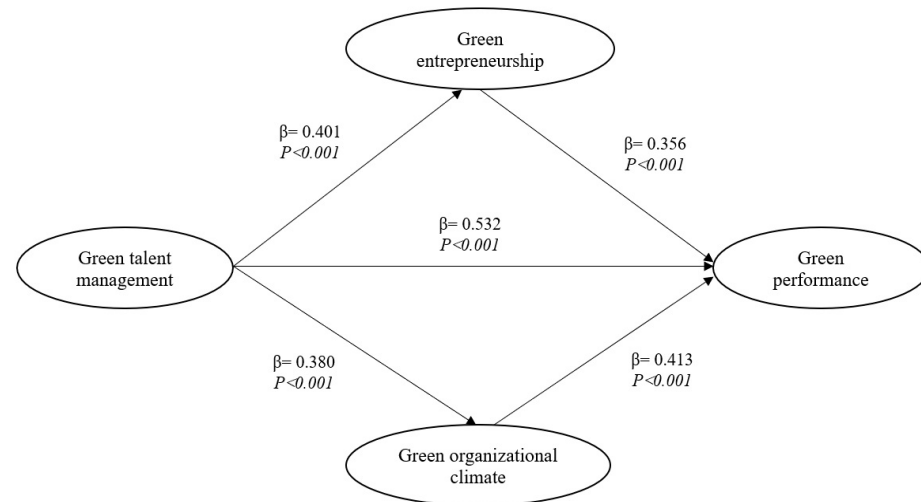 Green
entrepreneurship
β= 0.401
P<0.001
β= 0.356
P<0.001
β= 0.532
P<0.001
Green talent
management
Green
performance
β= 0.380
P<0.001
β= 0.413
P<0.001
Green organizational
climate